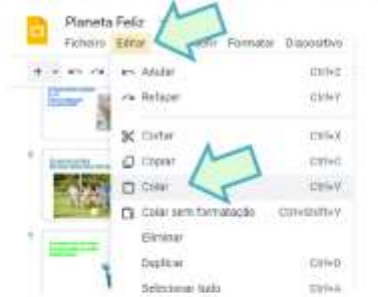 Planeta Feliz
Ficheiro Editar Formatar Diapositivo
Anular Ctrl+Z
Refazer Ctrl+Y
Cortar Ctrl+X
Copiar Ctrl+C
Colar Ctrl+V
Colar sem formatação Ctrl+Shift+V
Eliminar
Duplicar Ctrl+D
Selecionar tudo Ctrl+A